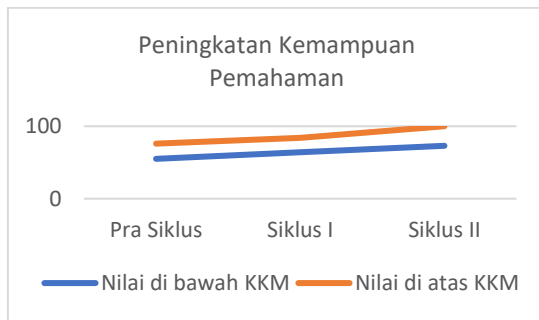 Peningkatan Kemampuan
Pemahaman
100
0
Pra Siklus Siklus I Siklus II
Nilai di bawah KKM Nilai di atas KKM